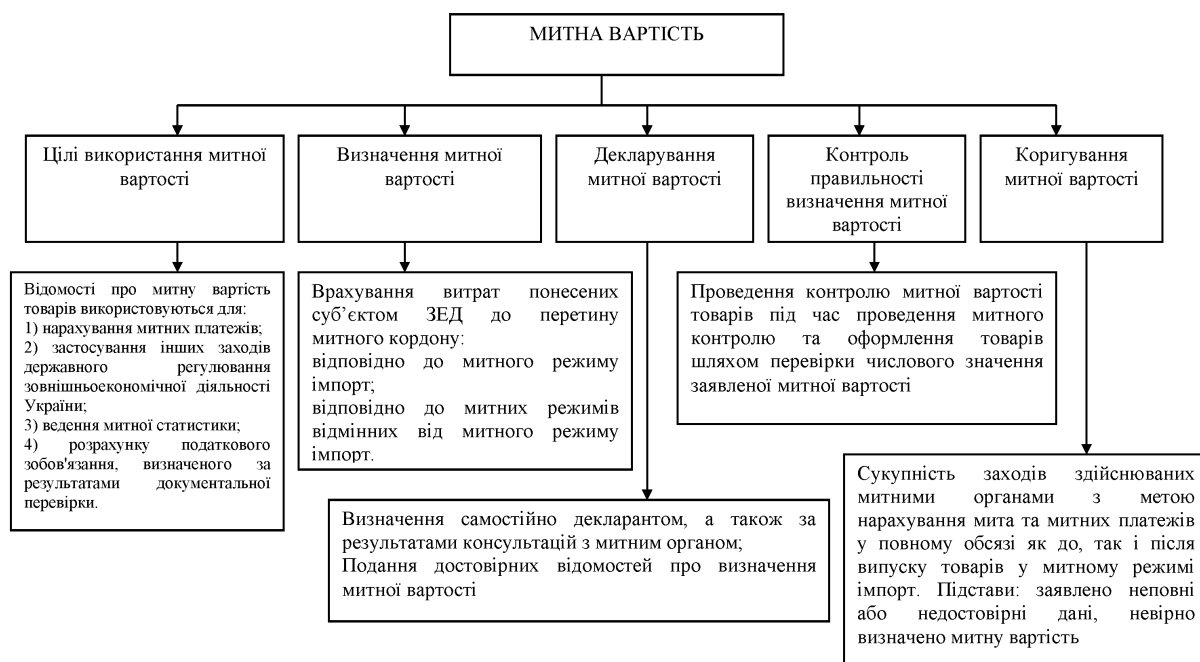 МИТНА ВАРТІСТЬ
Цілі використання митної
вартості
Визначення митної
вартості
Декларування
митної вартості
Контроль
правильності
визначення митної
вартості
Коригування
митної вартості
Відомості про митну вартість
товарів використовуються для:
1) нарахування митних платежів;
2) застосування інших заходів
державного регулювання
зовнішньоекономічної діяльності
України;
3) ведення митної статистики;
4) розрахунку податкового
зобов'язання, визначеного за
результатами документальної
перевірки.
Врахування витрат понесених
суб’єктом ЗЕД до перетину
митного кордону:
відповідно до митного режиму
імпорт;
відповідно до митних режимів
відмінних від митного режиму
імпорт.
Проведення контролю митної вартості
товарів під час проведення митного
контролю та оформлення товарів
шляхом перевірки числового значення
заявленої митної вартості
Визначення самостійно декларантом, а також за
результатами консультацій з митним органом;
Подання достовірних відомостей про визначення
митної вартості
Сукупність заходів здійснюваних
митними органами з метою
нарахування мита та митних платежів
у повному обсязі як до, так і після
випуску товарів у митному режимі
імпорт. Підстави: заявлено неповні
або недостовірні дані, невірно
визначено митну вартість